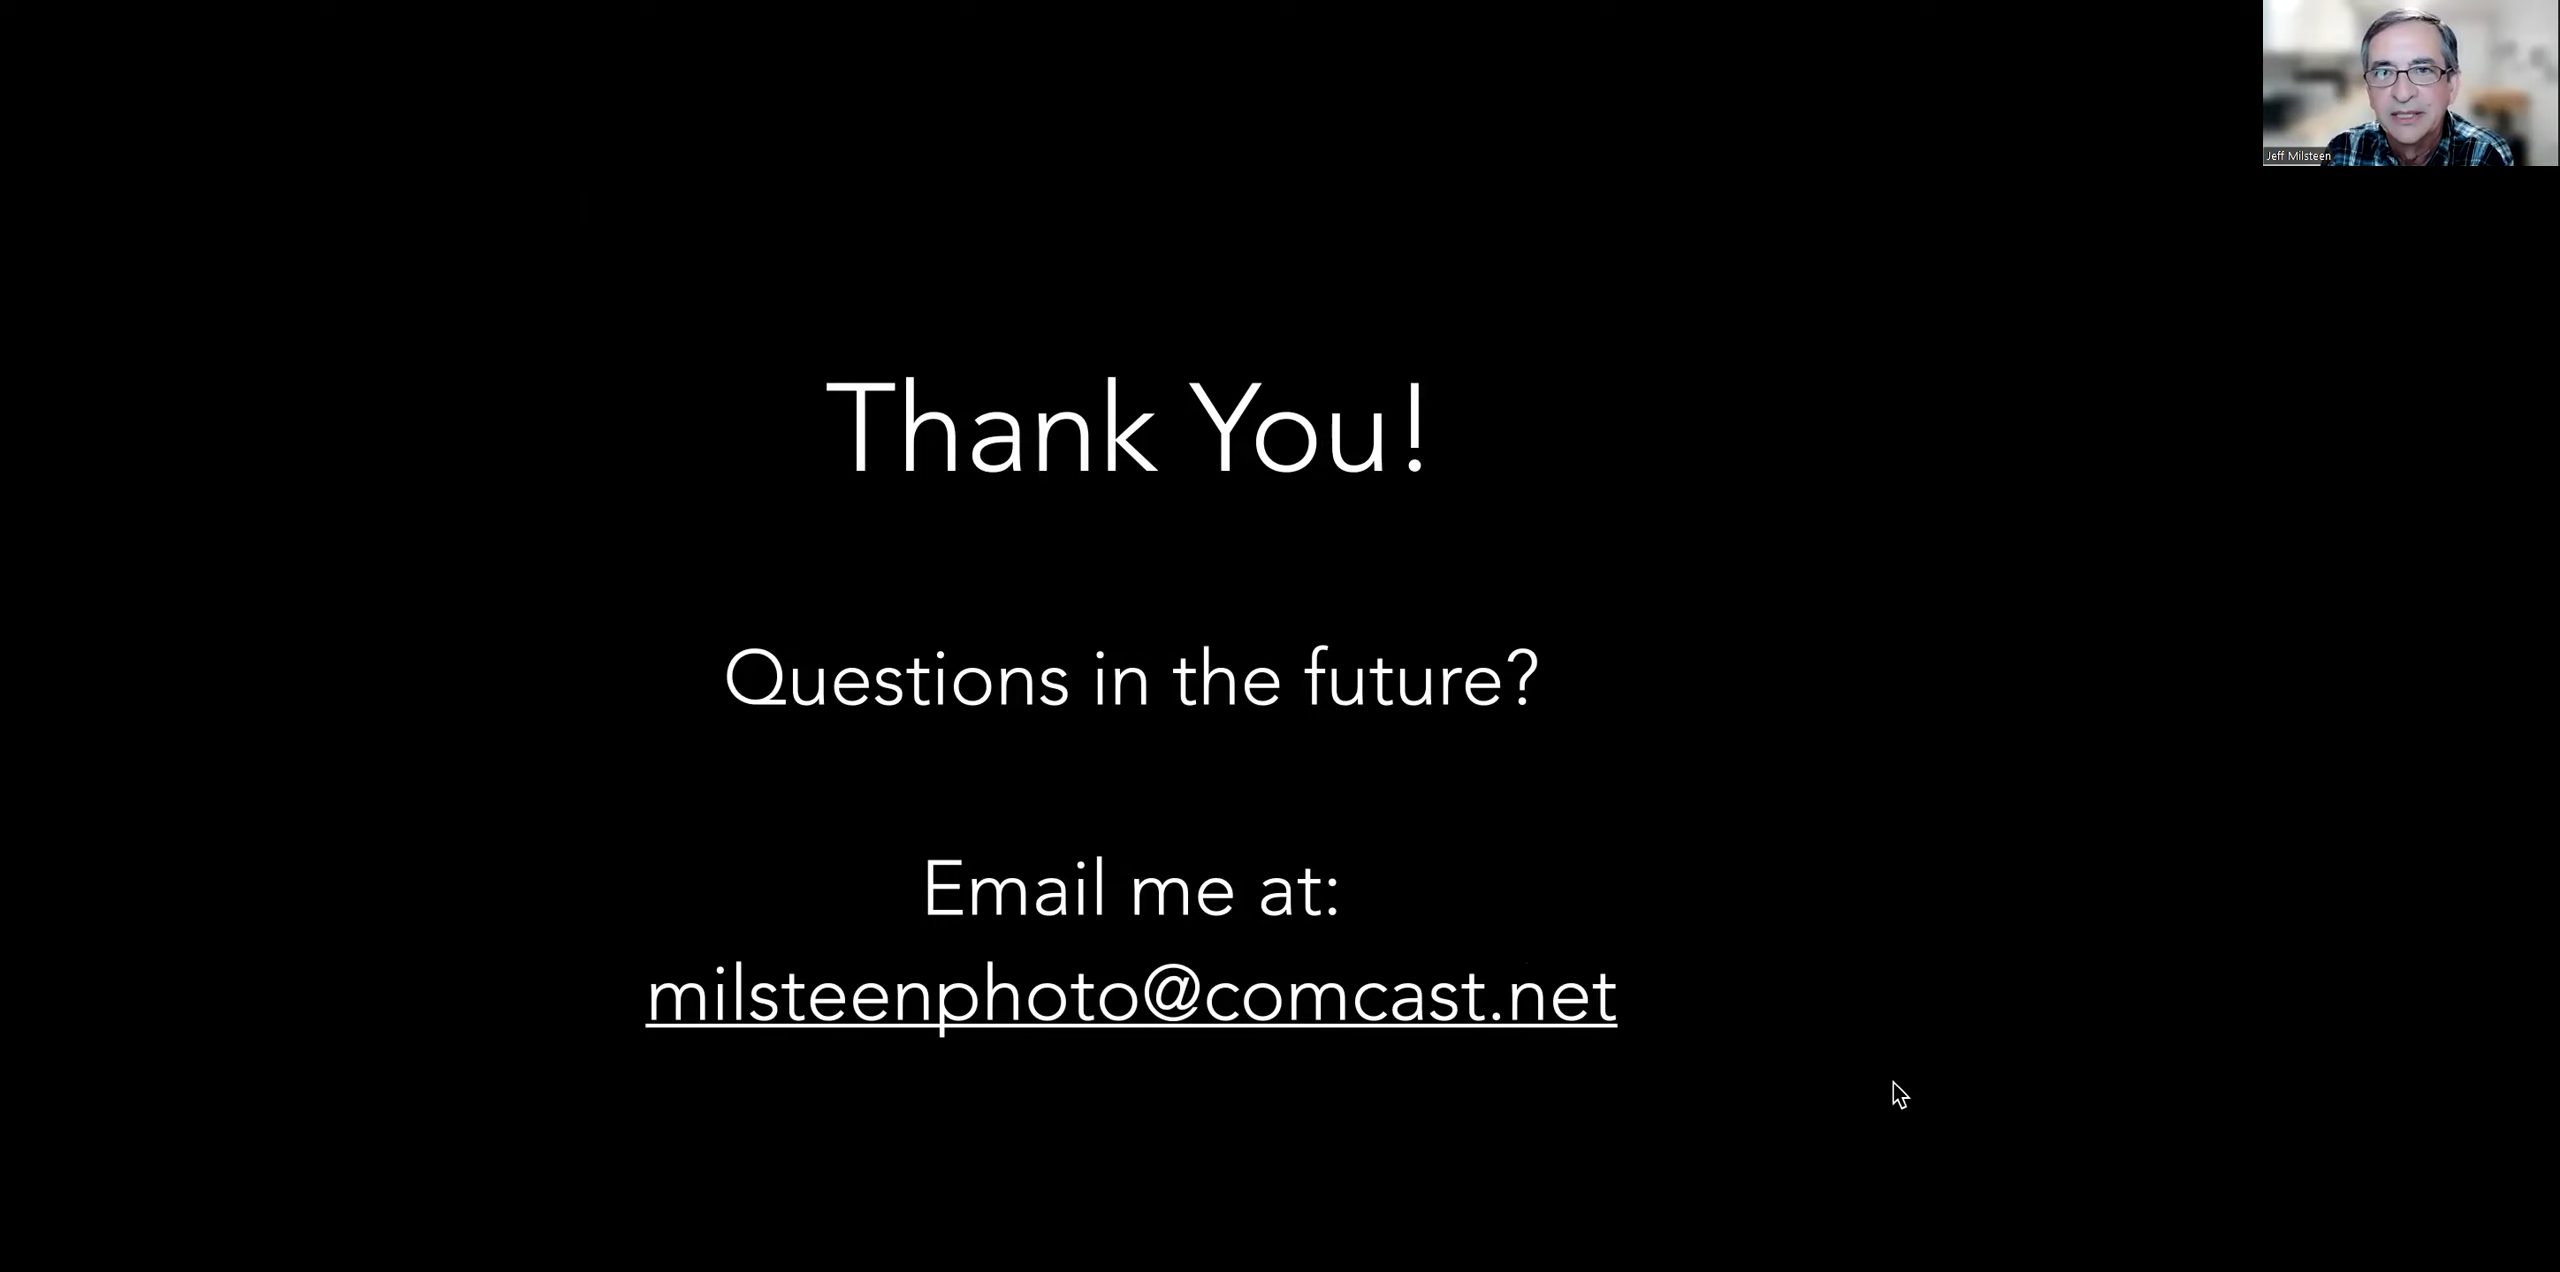 Jeff Milsteen
Thank You!
Questions in the future?
Email me at:
milsteenphoto@comcast.net